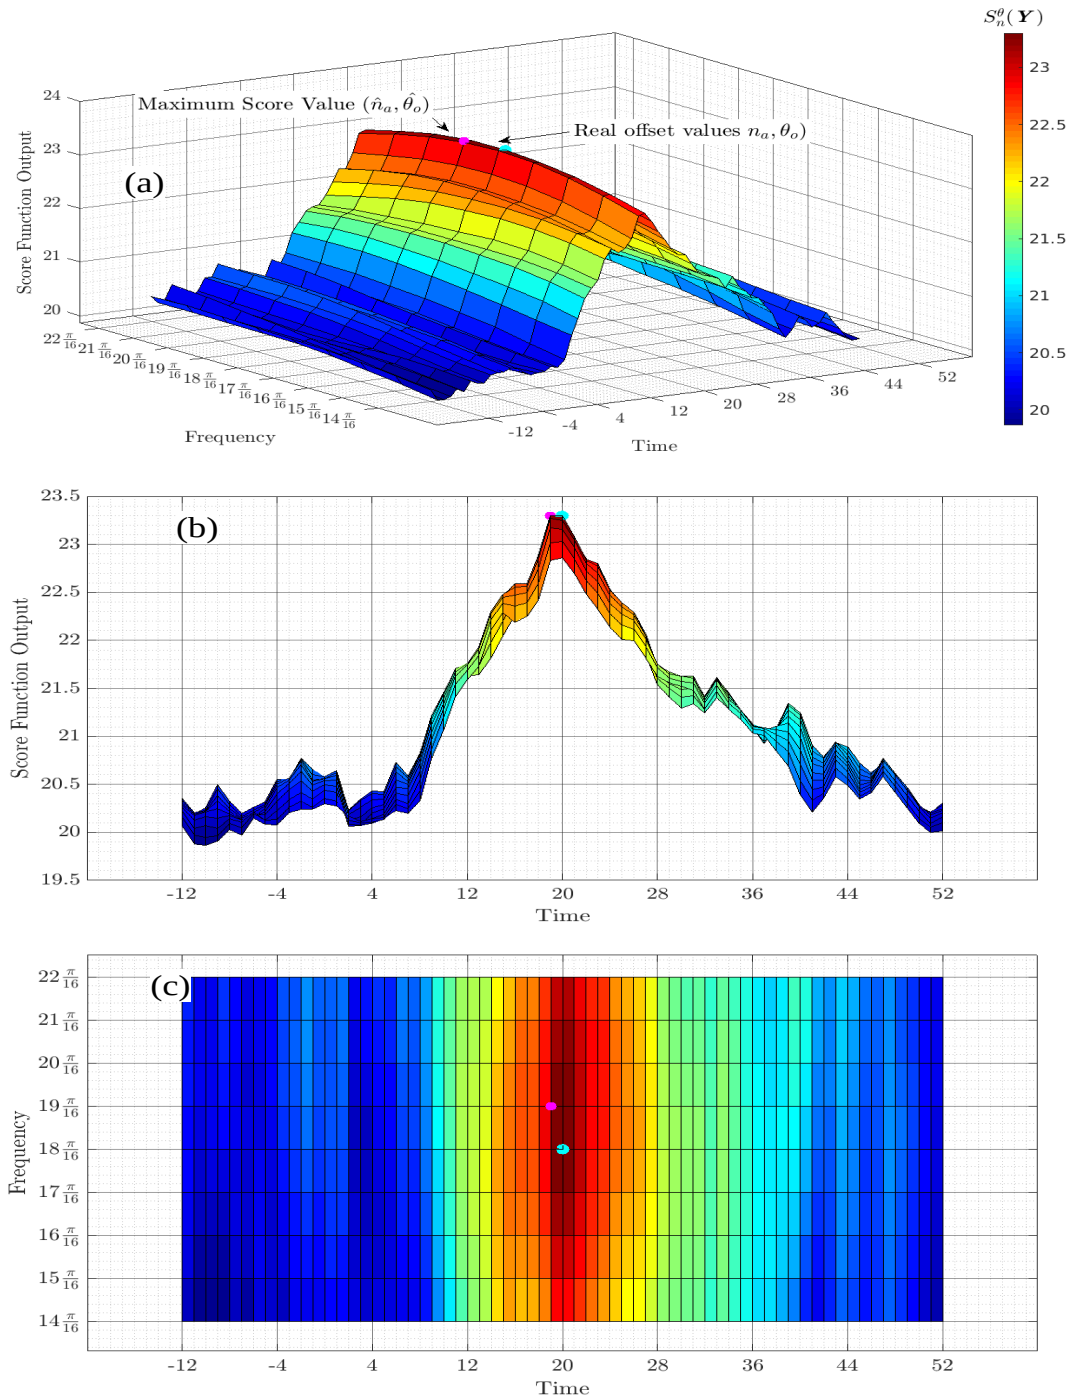 S_n^θ(Y)
Maximum Score Value (n̂_a, θ̂_o)
Real offset values n_a, θ_o)
(a)
Score Function Output
24
23
22
21
20
22 π/16
21 π/16
20 π/16
19 π/16
18 π/16
17 π/16
16 π/16
15 π/16
14 π/16
Frequency
-12
-4
4
12
20
28
36
44
52
Time
23
22.5
22
21.5
21
20.5
20
(b)
Score Function Output
23.5
23
22.5
22
21.5
21
20.5
20
19.5
-12
-4
4
12
20
28
36
44
52
Time
(c)
Frequency
22 π/16
21 π/16
20 π/16
19 π/16
18 π/16
17 π/16
16 π/16
15 π/16
14 π/16
-12
-4
4
12
20
28
36
44
52
Time